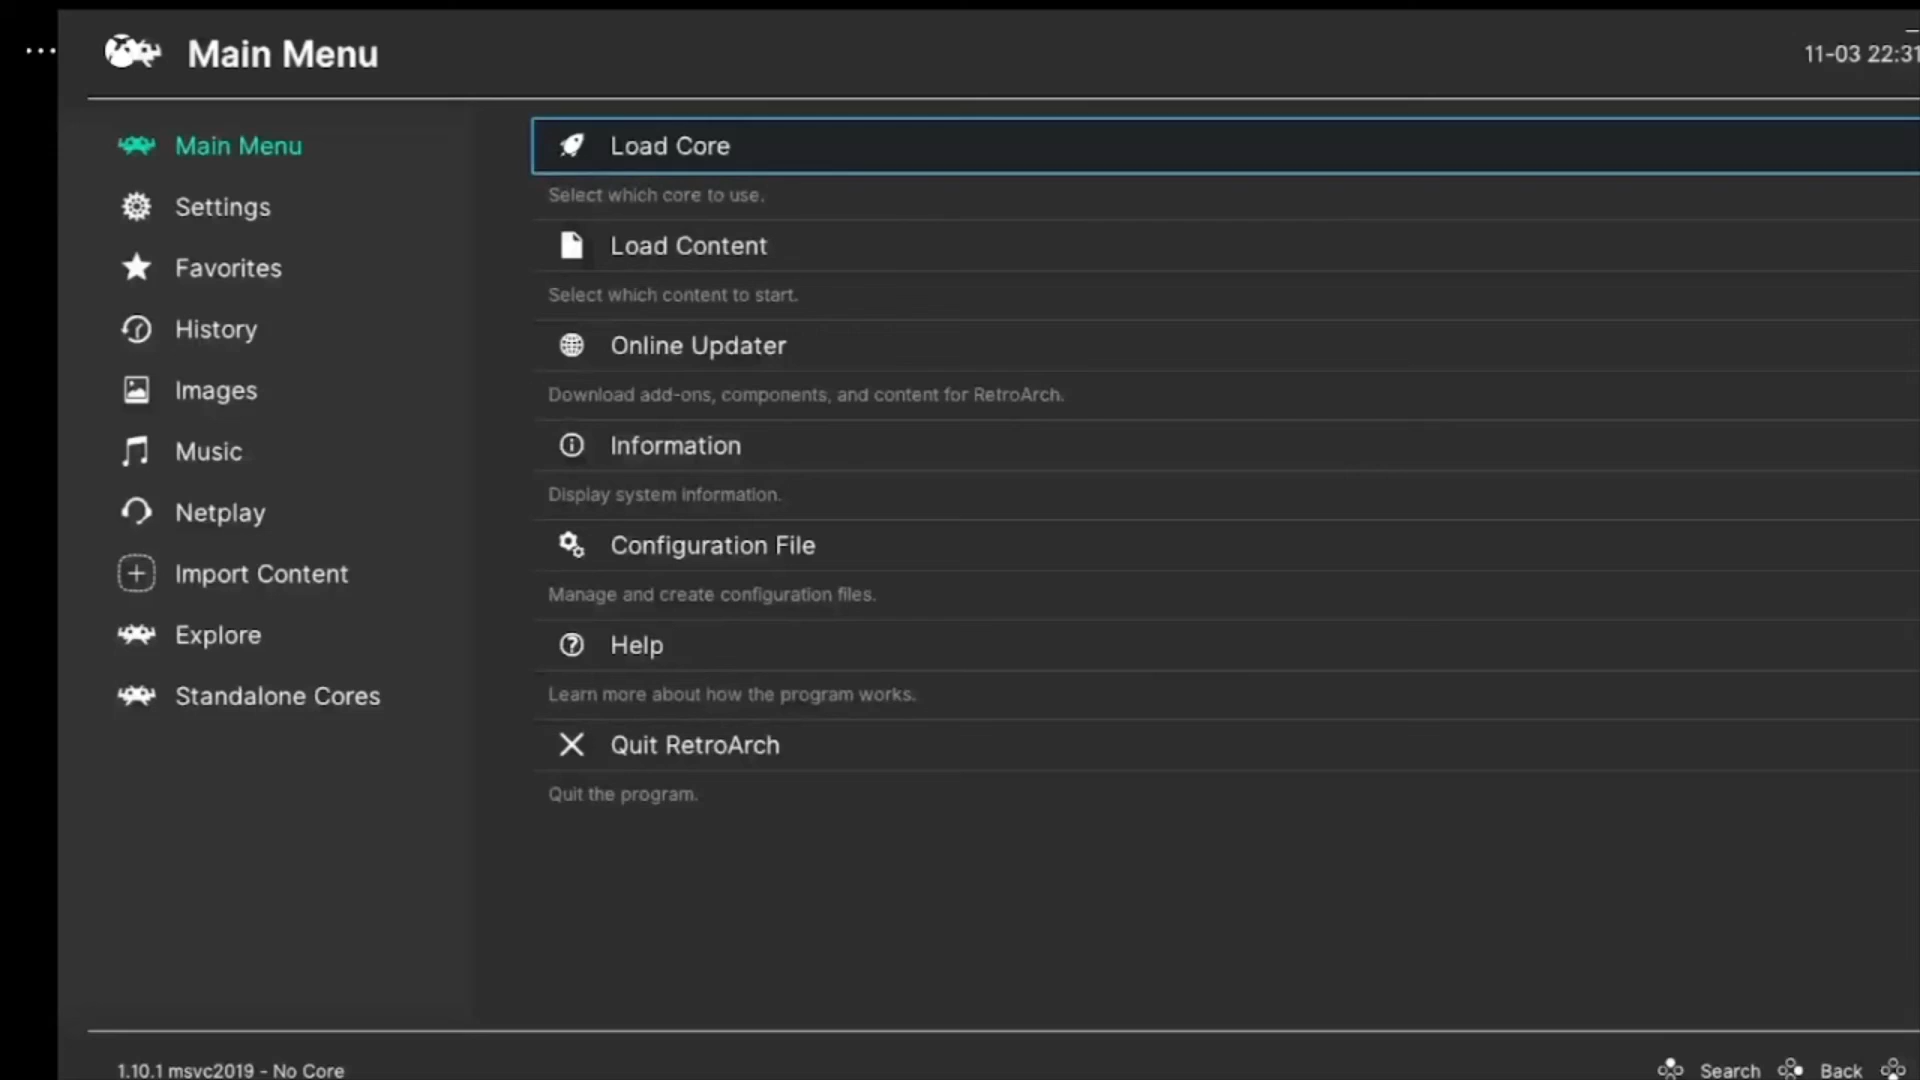 Main Menu
11-03 22:31
Main Menu
Settings
Favorites
History
Images
Music
Netplay
Import Content
Explore
Standalone Cores
Load Core
Select which core to use.
Load Content
Select which content to start.
Online Updater
Download add-ons, components, and content for RetroArch.
Information
Display system information.
Configuration File
Manage and create configuration files.
Help
Learn more about how the program works.
Quit RetroArch
Quit the program.
1.10.1 msvc2019 - No Core
Search Back